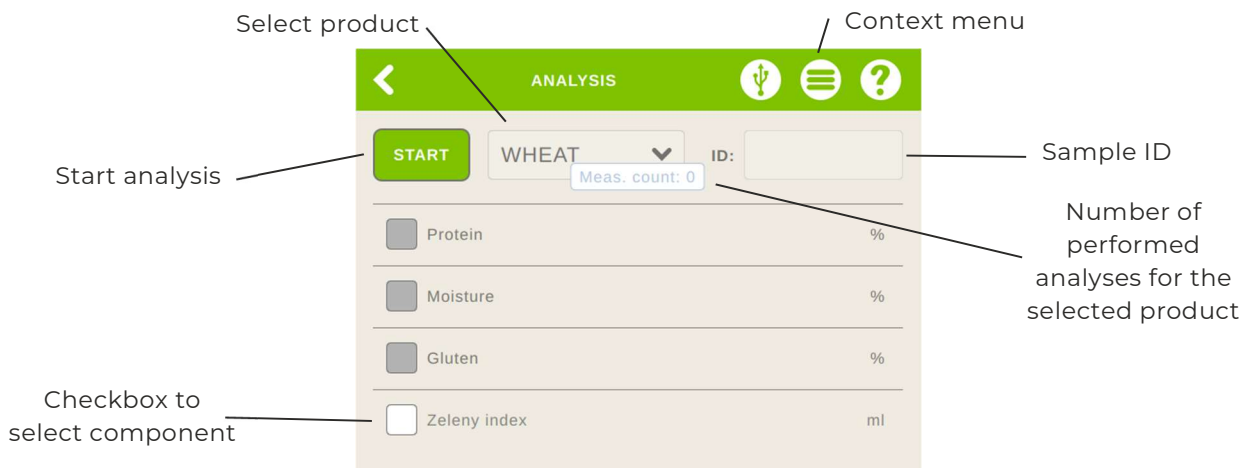 Select product
Context menu
ANALYSIS
START
WHEAT
ID:
Meas. count: 0
Start analysis
Sample ID
Number of
performed
analyses for the
selected product
Protein
%
Moisture
%
Gluten
%
Checkbox to
select component
Zeleny index
ml